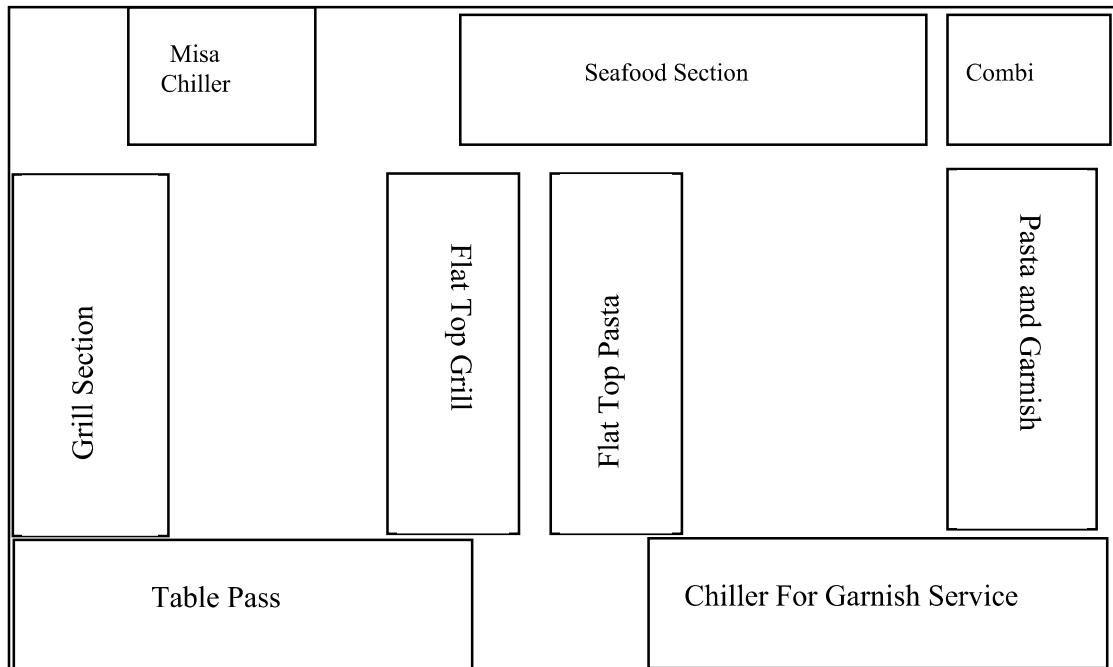 Misa
Chiller
Seafood Section
Combi
Grill Section
Flat Top Grill
Flat Top Pasta
Pasta and Garnish
Table Pass
Chiller For Garnish Service